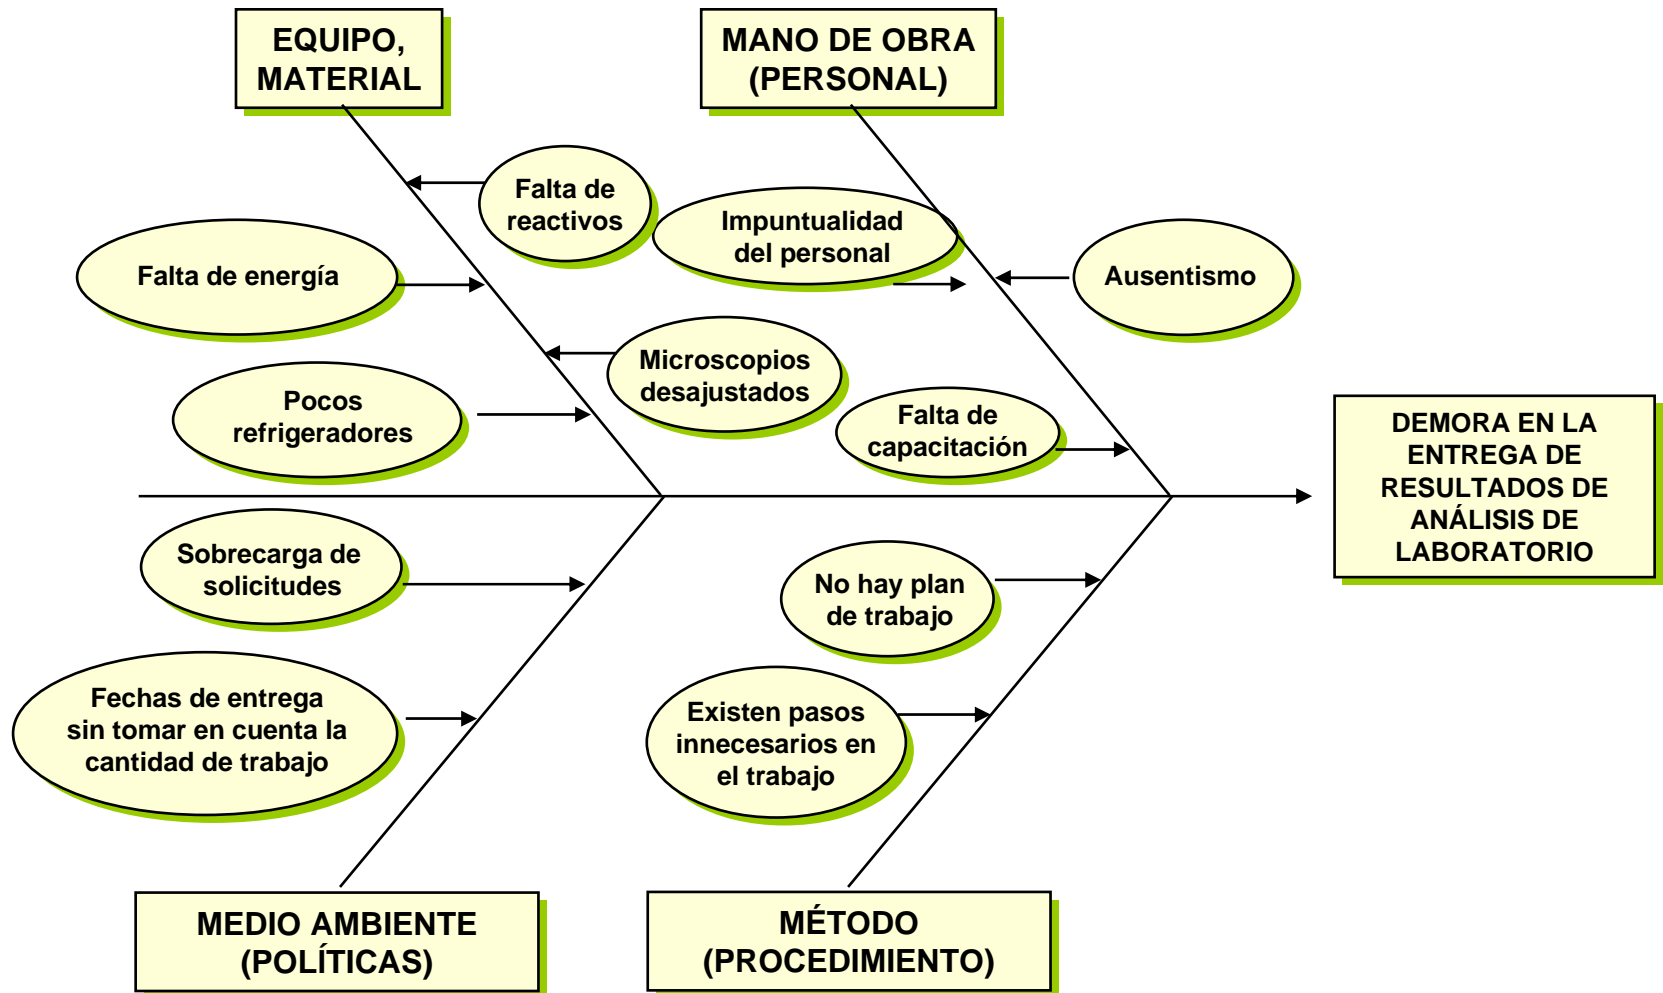 EQUIPO,
MATERIAL
MANO DE OBRA
(PERSONAL)
Falta de
reactivos
Impuntualidad
del personal
Falta de energía
Ausentismo
Microscopios
desajustados
Pocos
refrigeradores
Falta de
capacitación
DEMORA EN LA
ENTREGA DE
RESULTADOS DE
ANÁLISIS DE
LABORATORIO
Sobrecarga de
solicitudes
No hay plan
de trabajo
Fechas de entrega
sin tomar en cuenta la
cantidad de trabajo
Existen pasos
innecesarios en
el trabajo
MEDIO AMBIENTE
(POLÍTICAS)
MÉTODO
(PROCEDIMIENTO)